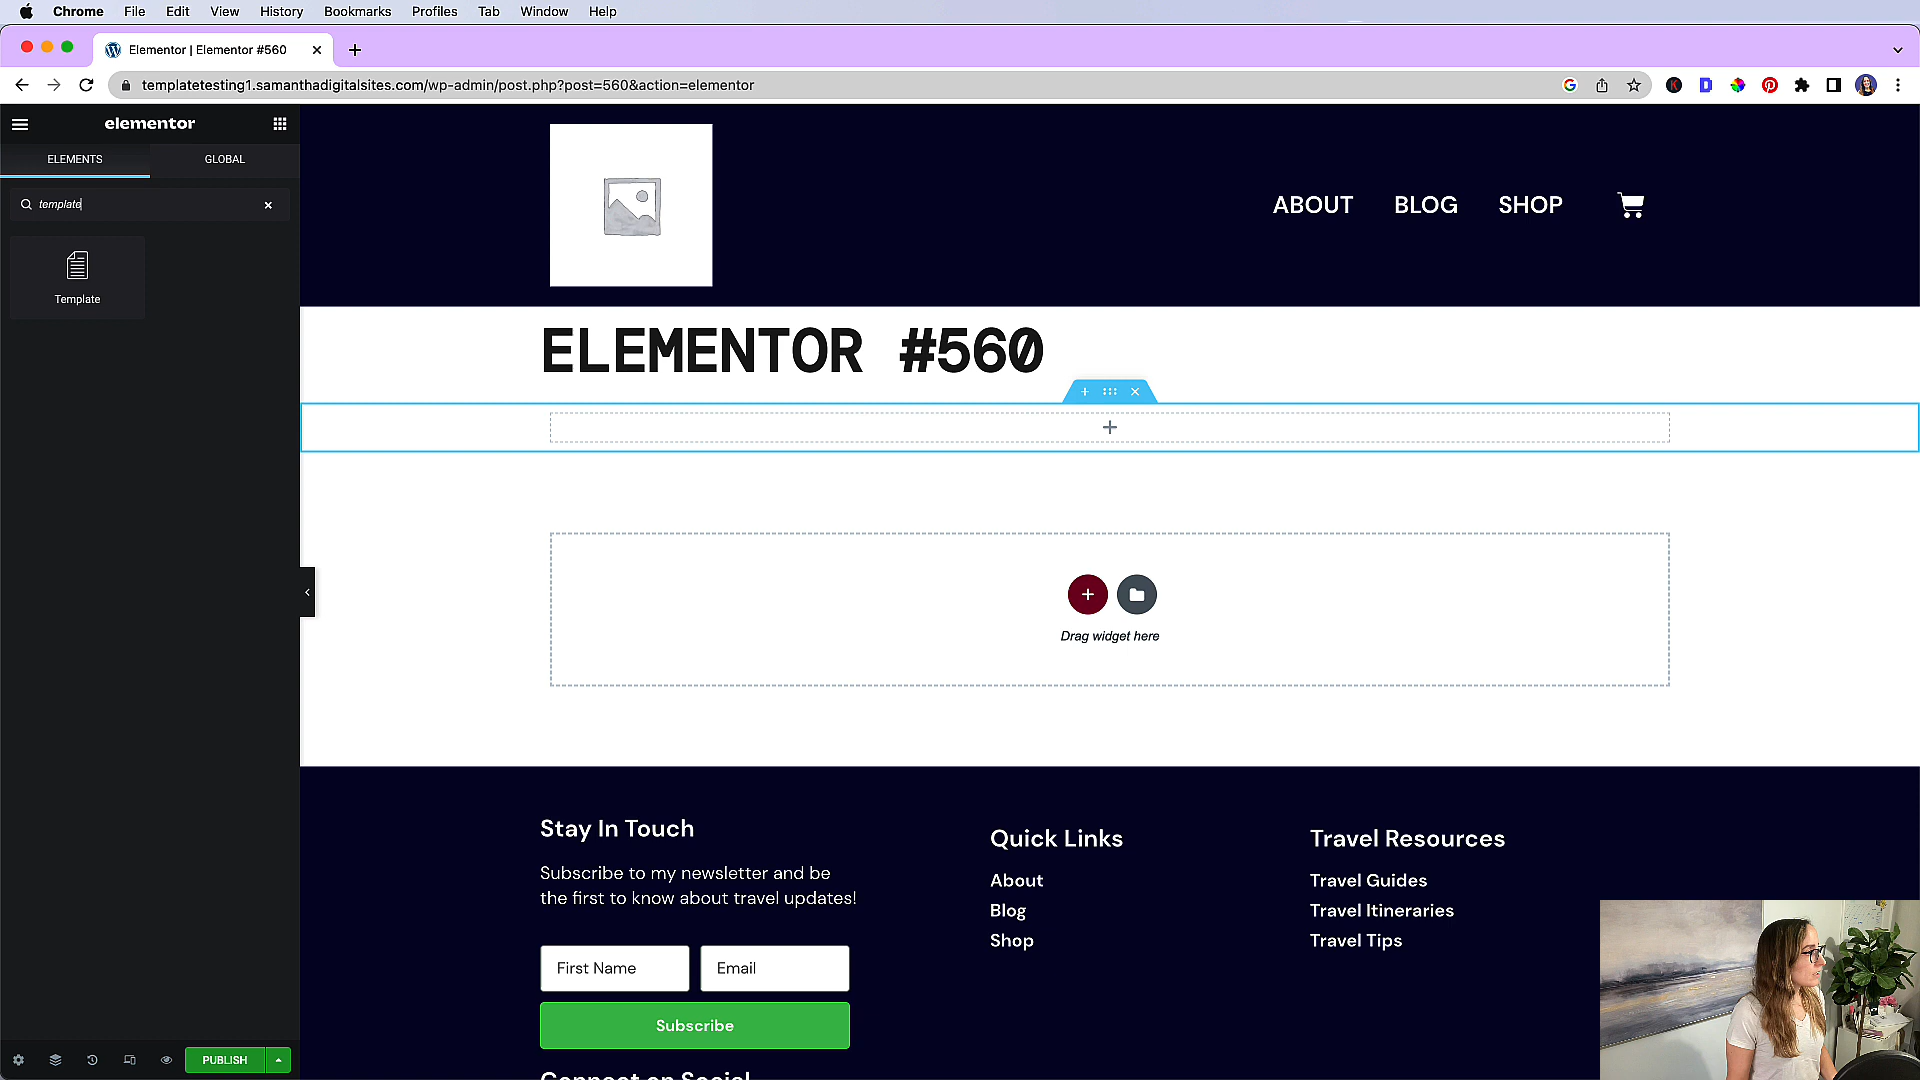 Chrome File Edit View History Bookmarks Profiles Tab Window Help
Elementor | Elementor #560
templatetesting1.samanthadigitalsites.com/wp-admin/post.php?post=560&action=elementor
elementor
ELEMENTS GLOBAL
template
Template
ABOUT BLOG SHOP
ELEMENTOR #560
Drag widget here
Stay In Touch
Subscribe to my newsletter and be
the first to know about travel updates!
First Name Email
Subscribe
Connect on Social
Quick Links
About
Blog
Shop
Travel Resources
Travel Guides
Travel Itineraries
Travel Tips
PUBLISH